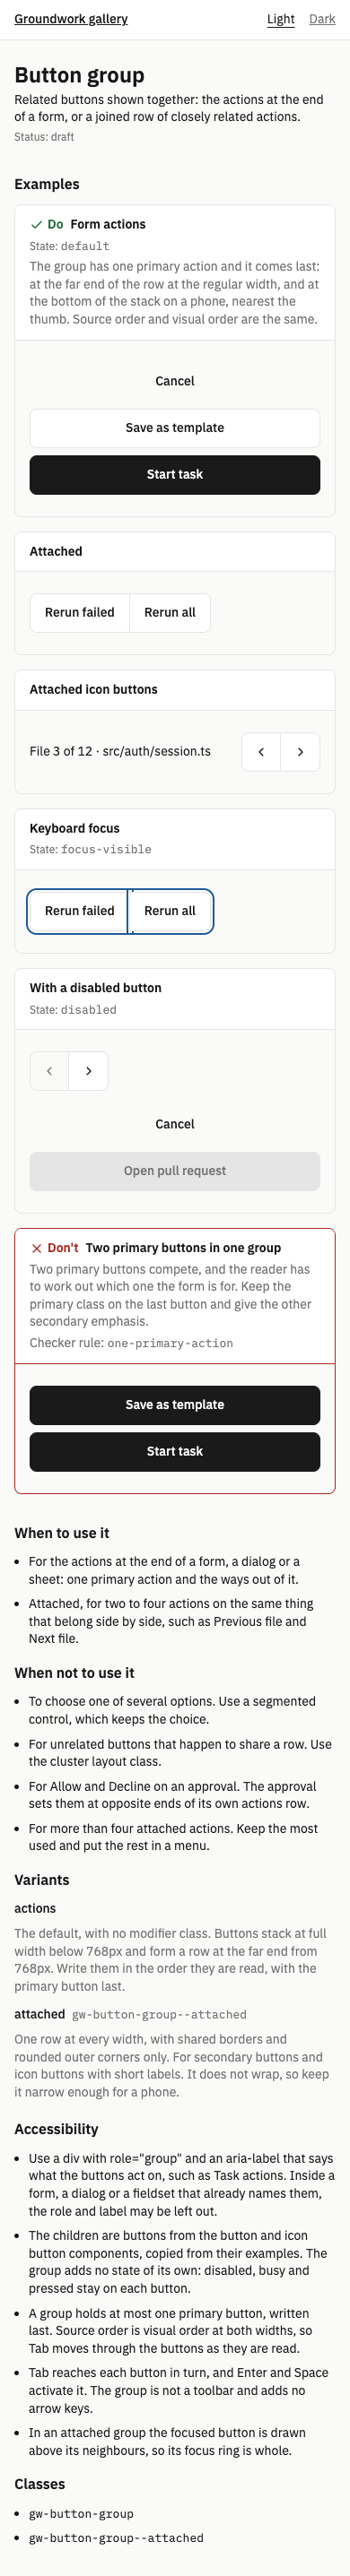 Groundwork gallery Light Dark
Button group
Related buttons shown together: the actions at the end
of a form, or a joined row of closely related actions.
Status: draft
Examples
Do Form actions
State: default
The group has one primary action and it comes last:
at the far end of the row at the regular width, and at
the bottom of the stack on a phone, nearest the
thumb. Source order and visual order are the same.
Cancel
Save as template
Start task
Attached
Rerun failed Rerun all
Attached icon buttons
File 3 of 12 · src/auth/session.ts
Keyboard focus
State: focus-visible
Rerun failed Rerun all
With a disabled button
State: disabled
Cancel
Open pull request
Don't Two primary buttons in one group
Two primary buttons compete, and the reader has
to work out which one the form is for. Keep the
primary class on the last button and give the other
secondary emphasis.
Checker rule: one-primary-action
Save as template
Start task
When to use it
• For the actions at the end of a form, a dialog or a
sheet: one primary action and the ways out of it.
• Attached, for two to four actions on the same thing
that belong side by side, such as Previous file and
Next file.
When not to use it
• To choose one of several options. Use a segmented
control, which keeps the choice.
• For unrelated buttons that happen to share a row. Use
the cluster layout class.
• For Allow and Decline on an approval. The approval
sets them at opposite ends of its own actions row.
• For more than four attached actions. Keep the most
used and put the rest in a menu.
Variants
actions
The default, with no modifier class. Buttons stack at full
width below 768px and form a row at the far end from
768px. Write them in the order they are read, with the
primary button last.
attached gw-button-group--attached
One row at every width, with shared borders and
rounded outer corners only. For secondary buttons and
icon buttons with short labels. It does not wrap, so keep
it narrow enough for a phone.
Accessibility
• Use a div with role="group" and an aria-label that says
what the buttons act on, such as Task actions. Inside a
form, a dialog or a fieldset that already names them,
the role and label may be left out.
• The children are buttons from the button and icon
button components, copied from their examples. The
group adds no state of its own: disabled, busy and
pressed stay on each button.
• A group holds at most one primary button, written
last. Source order is visual order at both widths, so
Tab moves through the buttons as they are read.
• Tab reaches each button in turn, and Enter and Space
activate it. The group is not a toolbar and adds no
arrow keys.
• In an attached group the focused button is drawn
above its neighbours, so its focus ring is whole.
Classes
• gw-button-group
• gw-button-group--attached